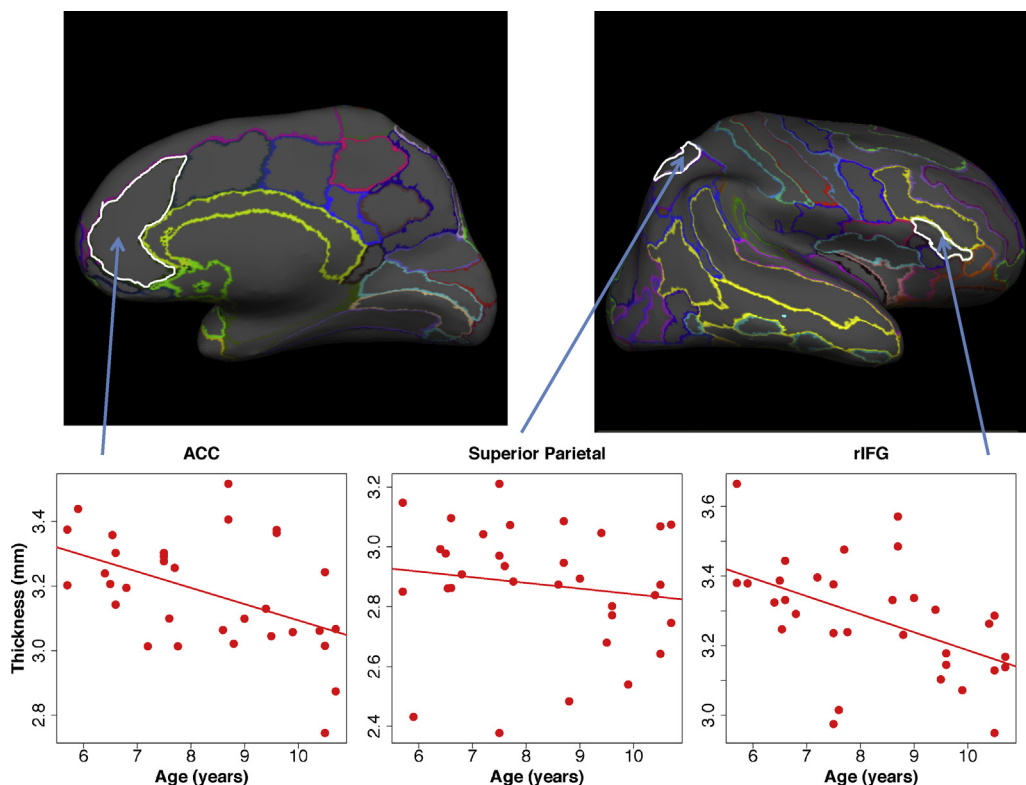 ACC
Superior Parietal
rIFG
Thickness (mm)
3.4
3.2
3.0
2.8
6 7 8 9 10
Age (years)
3.2
3.0
2.8
2.6
2.4
6 7 8 9 10
Age (years)
3.6
3.4
3.2
3.0
6 7 8 9 10
Age (years)